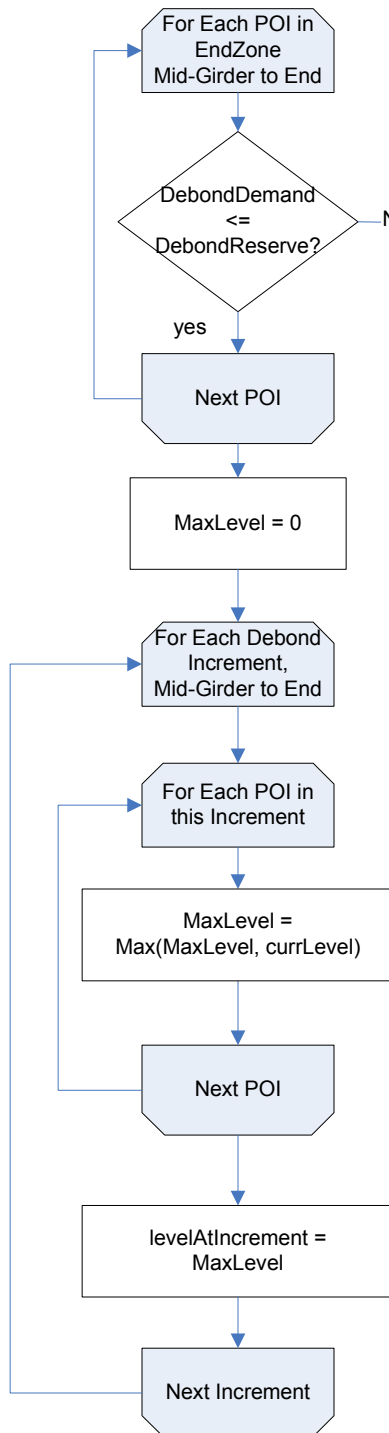 For Each POI in
EndZone
Mid-Girder to End
DebondDemand
<=
DebondReserve?
yes
Next POI
MaxLevel = 0
For Each Debond
Increment,
Mid-Girder to End
For Each POI in
this Increment
MaxLevel =
Max(MaxLevel, currLevel)
Next POI
levelAtIncrement =
MaxLevel
Next Increment